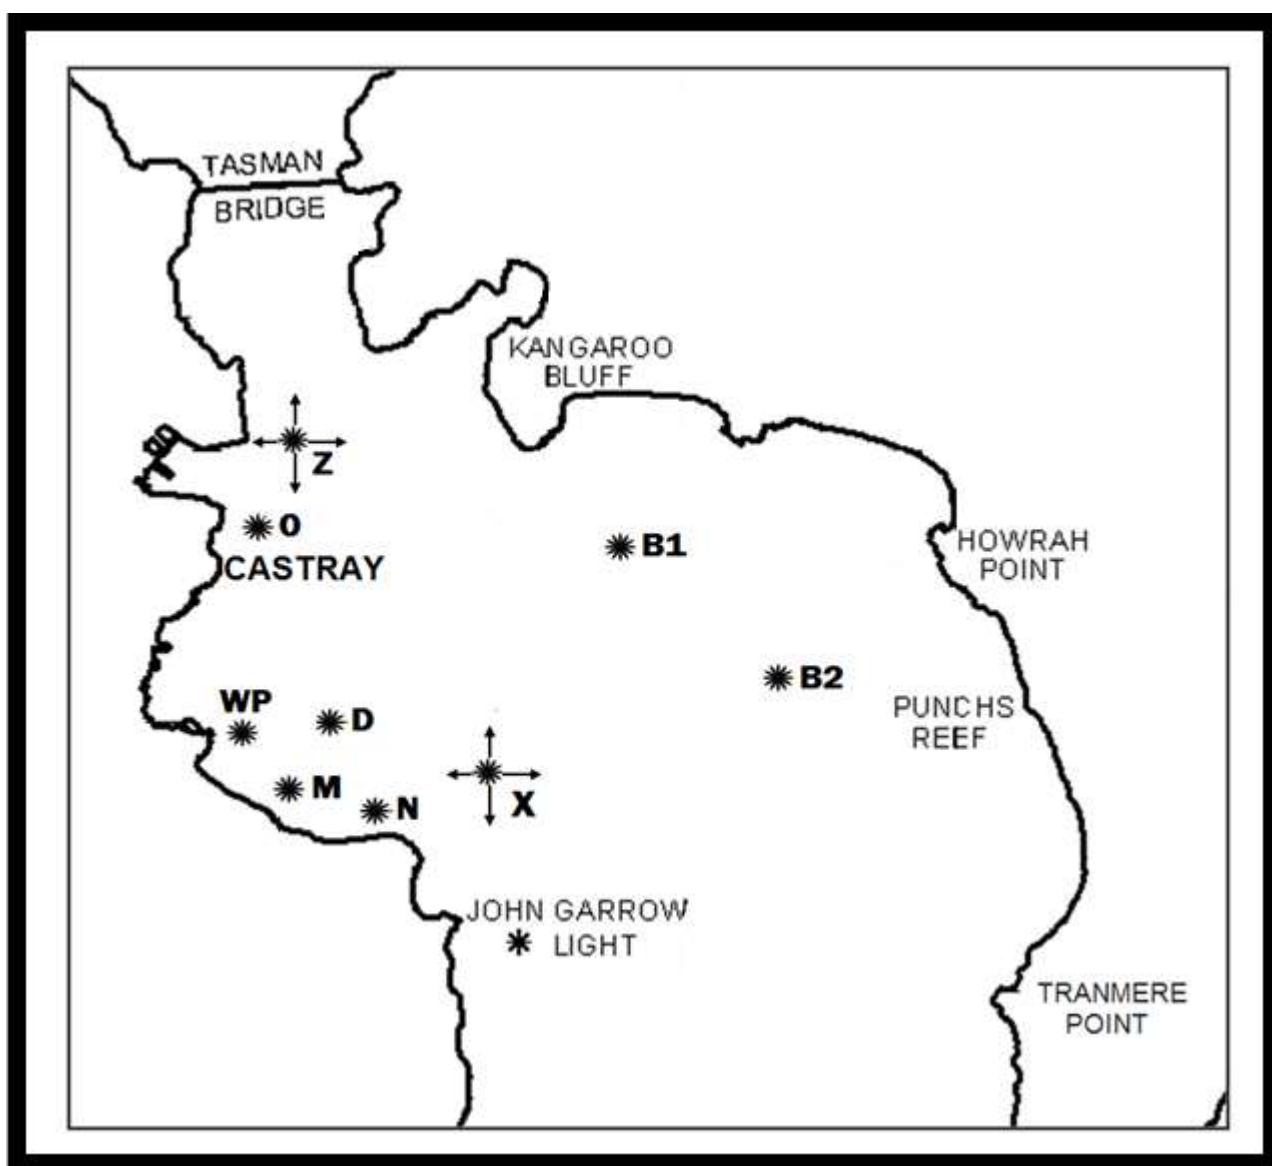 TASMAN
BRIDGE
KANGAROO
BLUFF
Z
O
CASTRAY
B1
HOWRAH
POINT
B2
WP
D
PUNCHS
REEF
M
N
X
JOHN GARROW
LIGHT
TRANMERE
POINT